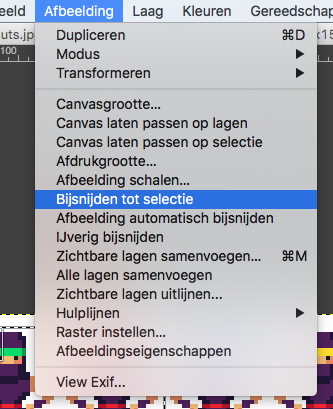 eeld Afbeelding Laag Kleuren Gereedschap
uts.jp
x15
100
Dupliceren ⌘D
Modus
Transformeren
Canvasgrootte...
Canvas laten passen op lagen
Canvas laten passen op selectie
Afdrukgrootte...
Afbeelding schalen...
Bijsnijden tot selectie
Afbeelding automatisch bijsnijden
IJverig bijsnijden
Zichtbare lagen samenvoegen... ⌘M
Alle lagen samenvoegen
Zichtbare lagen uitlijnen...
Hulplijnen
Raster instellen...
Afbeeldingseigenschappen
View Exif...